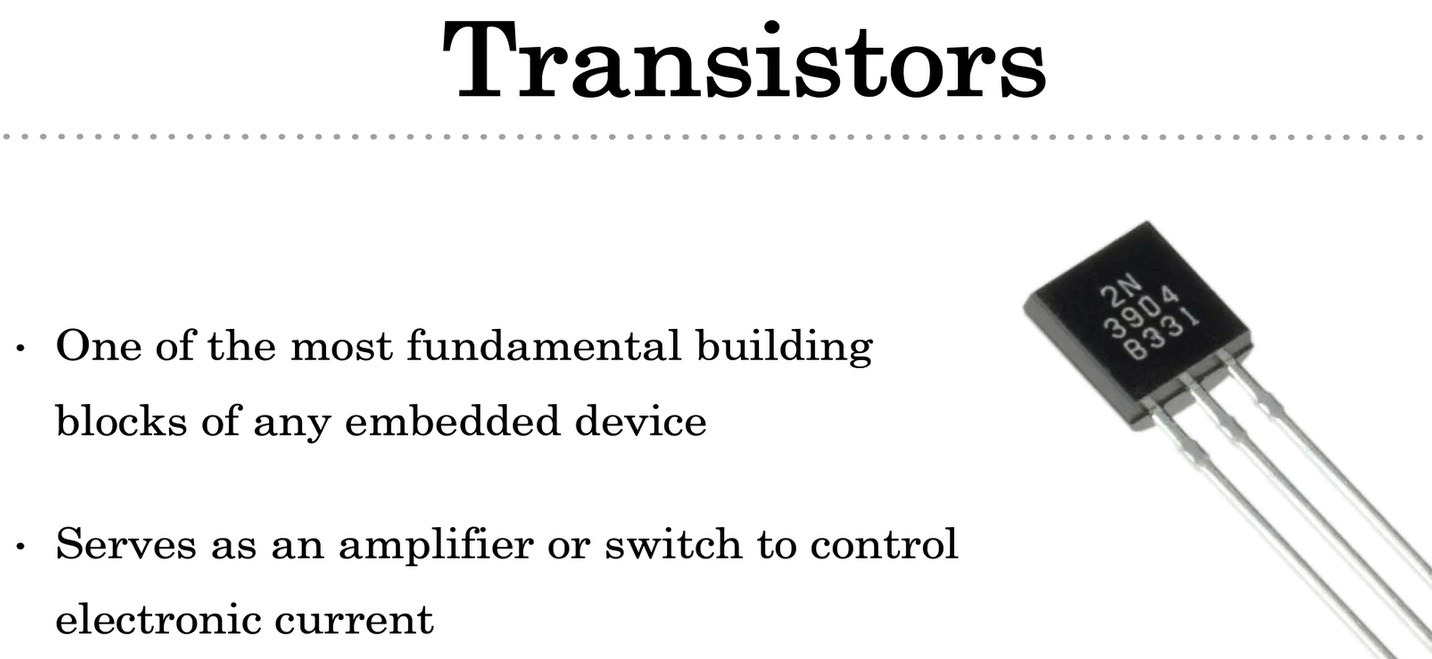 Transistors
• One of the most fundamental building
blocks of any embedded device
• Serves as an amplifier or switch to control
electronic current
2N
3904
B331